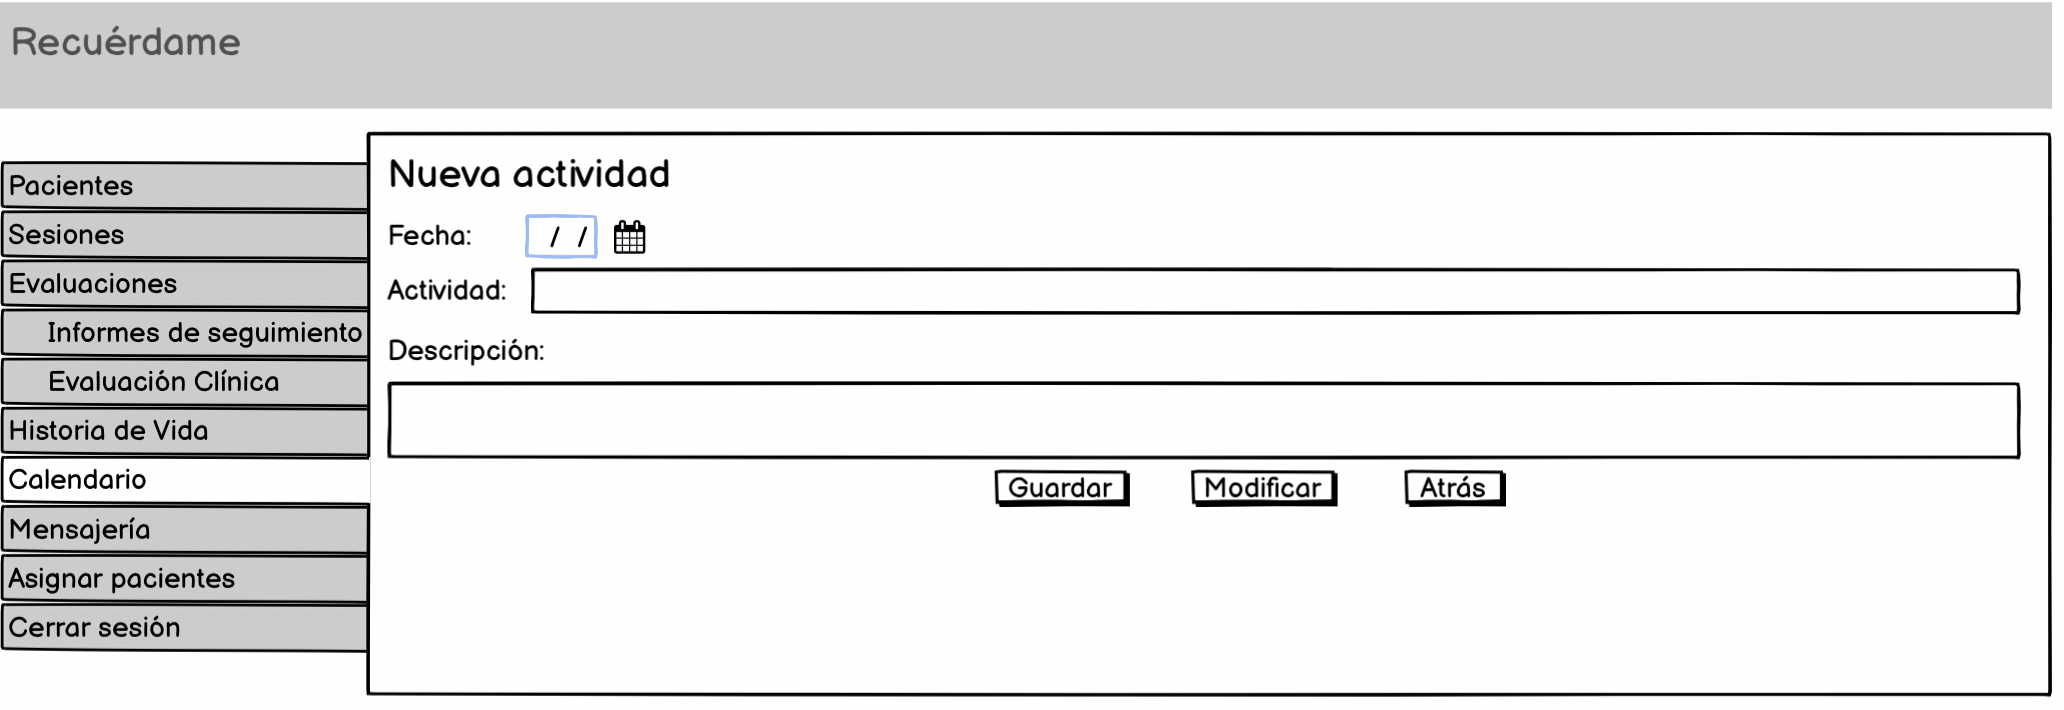 Recuérdame
Pacientes
Sesiones
Evaluaciones
Informes de seguimiento
Evaluación Clínica
Historia de Vida
Calendario
Mensajería
Asignar pacientes
Cerrar sesión
Nueva actividad
Fecha: / /
Actividad:
Descripción:
Guardar Modificar Atrás